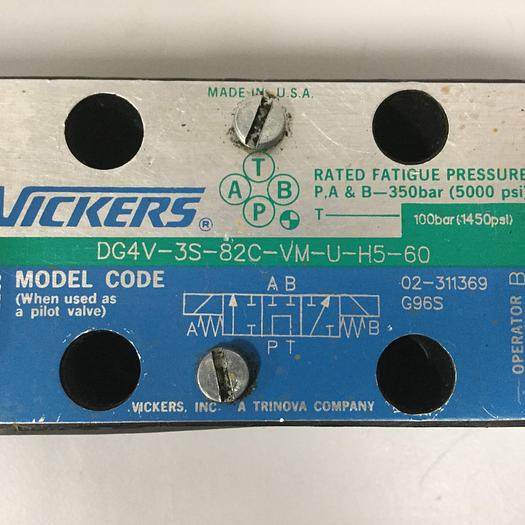 MADE IN U.S.A.
T
A B
P
RATED FATIGUE PRESSURE
P,A & B—350bar (5000 psi)
T 100bar(1450psi)
VICKERS®
DG4V-3S-82C-VM-U-H5-60
MODEL CODE
(When used as
a pilot valve)
A B
A B
P T
02-311369
G96S
OPERATOR B
VICKERS, INC. A TRINOVA COMPANY